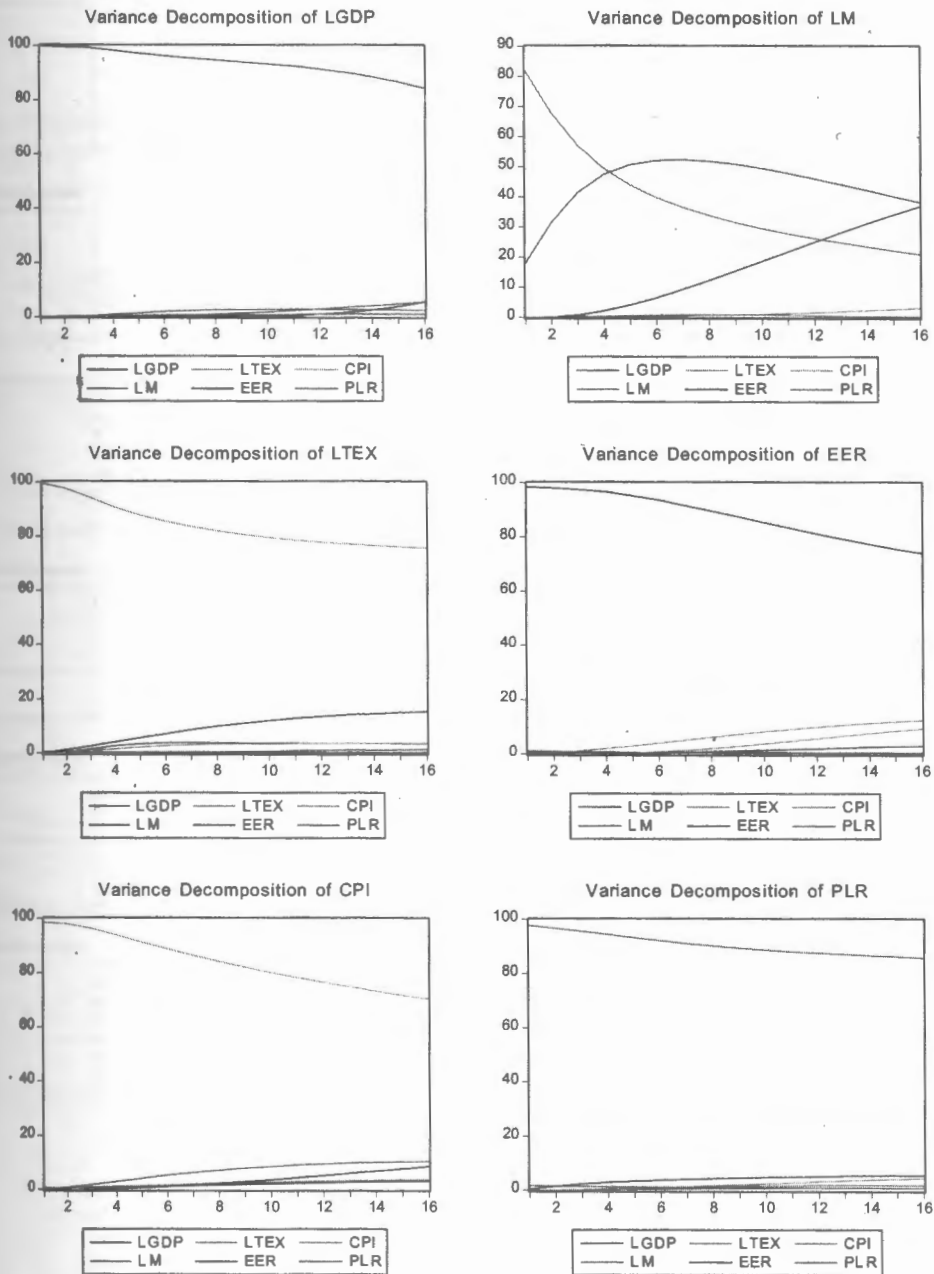 Variance Decomposition of LGDP
100
80
60
40
20
0
2 4 6 8 10 12 14 16
LGDP LTEX CPI
LM EER PLR
Variance Decomposition of LM
90
80
70
60
50
40
30
20
10
0
2 4 6 8 10 12 14 16
LGDP LTEX CPI
LM EER PLR
Variance Decomposition of LTEX
100
80
60
40
20
0
2 4 6 8 10 12 14 16
LGDP LTEX CPI
LM EER PLR
Variance Decomposition of EER
100
80
60
40
20
0
2 4 6 8 10 12 14 16
LGDP LTEX CPI
LM EER PLR
Variance Decomposition of CPI
100
80
60
40
20
0
2 4 6 8 10 12 14 16
LGDP LTEX CPI
LM EER PLR
Variance Decomposition of PLR
100
80
60
40
20
0
2 4 6 8 10 12 14 16
LGDP LTEX CPI
LM EER PLR